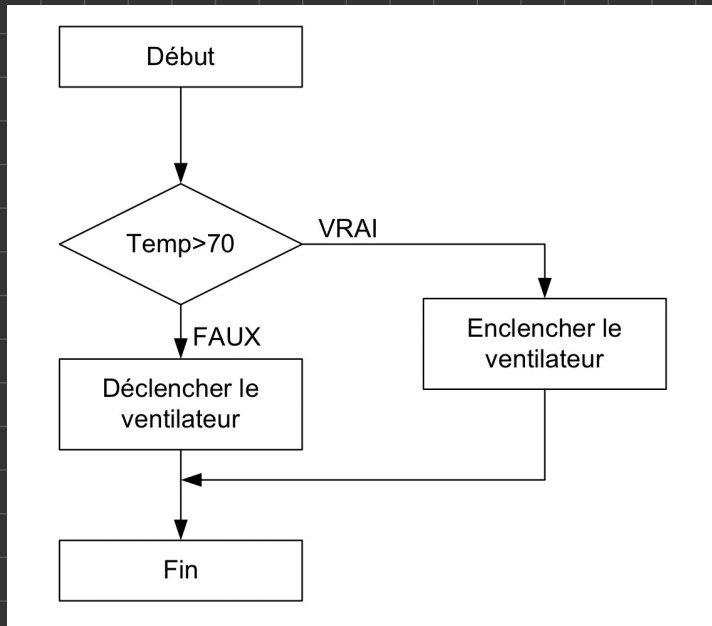 Début
Temp>70
VRAI
FAUX
Enclencher le
ventilateur
Déclencher le
ventilateur
Fin